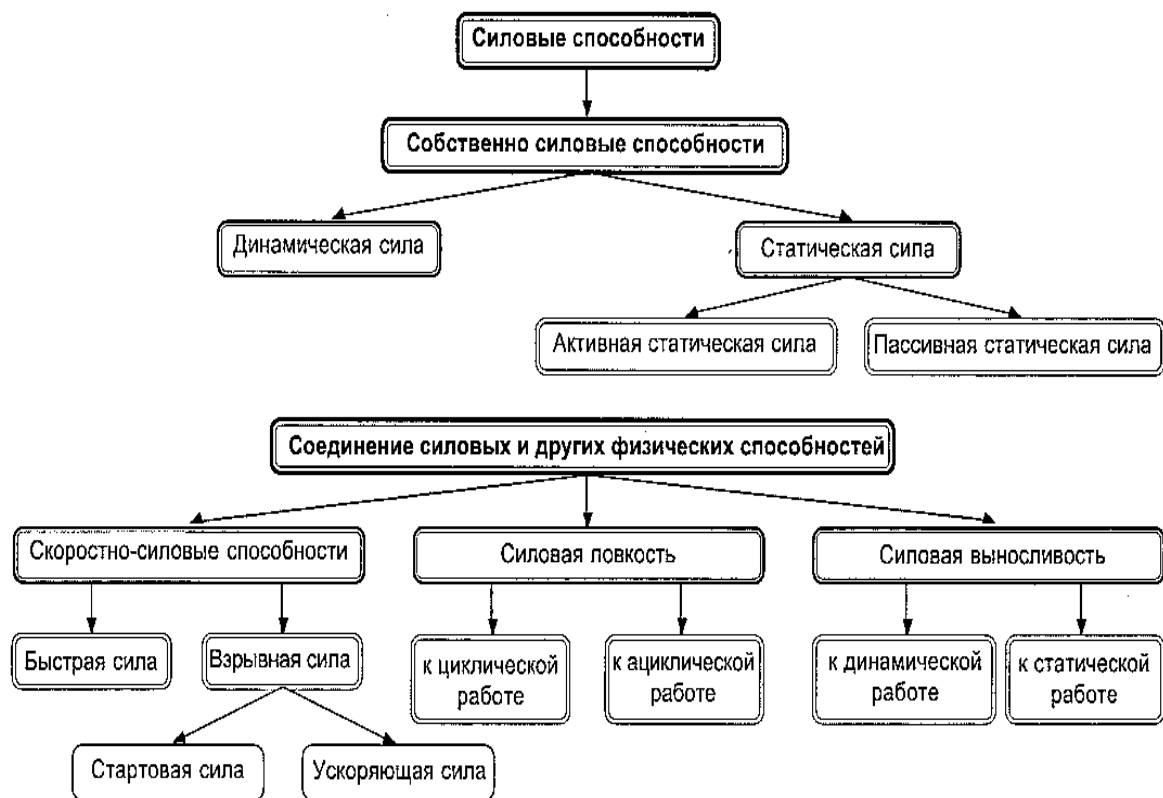 Силовые способности
Собственно силовые способности
Динамическая сила
Статическая сила
Активная статическая сила
Пассивная статическая сила
Соединение силовых и других физических способностей
Скоростно-силовые способности
Силовая ловкость
Силовая выносливость
Быстрая сила
Взрывная сила
к циклической
работе
к ациклической
работе
к динамической
работе
к статической
работе
Стартовая сила
Ускоряющая сила